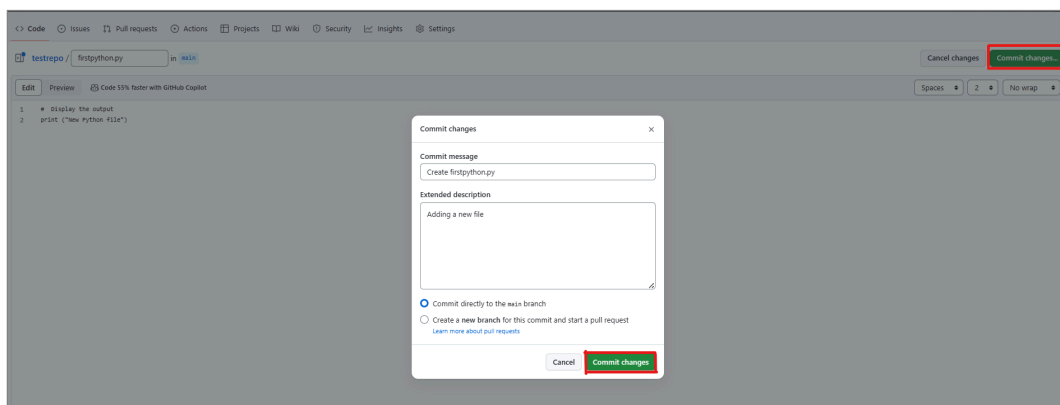 <> Code Issues Pull requests Actions Projects Wiki Security Insights Settings
testrepo / firstpython.py in main Cancel changes Commit changes...
Edit Preview Code 55% faster with GitHub Copilot Spaces 2 No wrap
1 # Display the output
2 print ("New Python file")
Commit changes ×
Commit message
Create firstpython.py
Extended description
Adding a new file
Commit directly to the main branch
Create a new branch for this commit and start a pull request
Learn more about pull requests
Cancel Commit changes